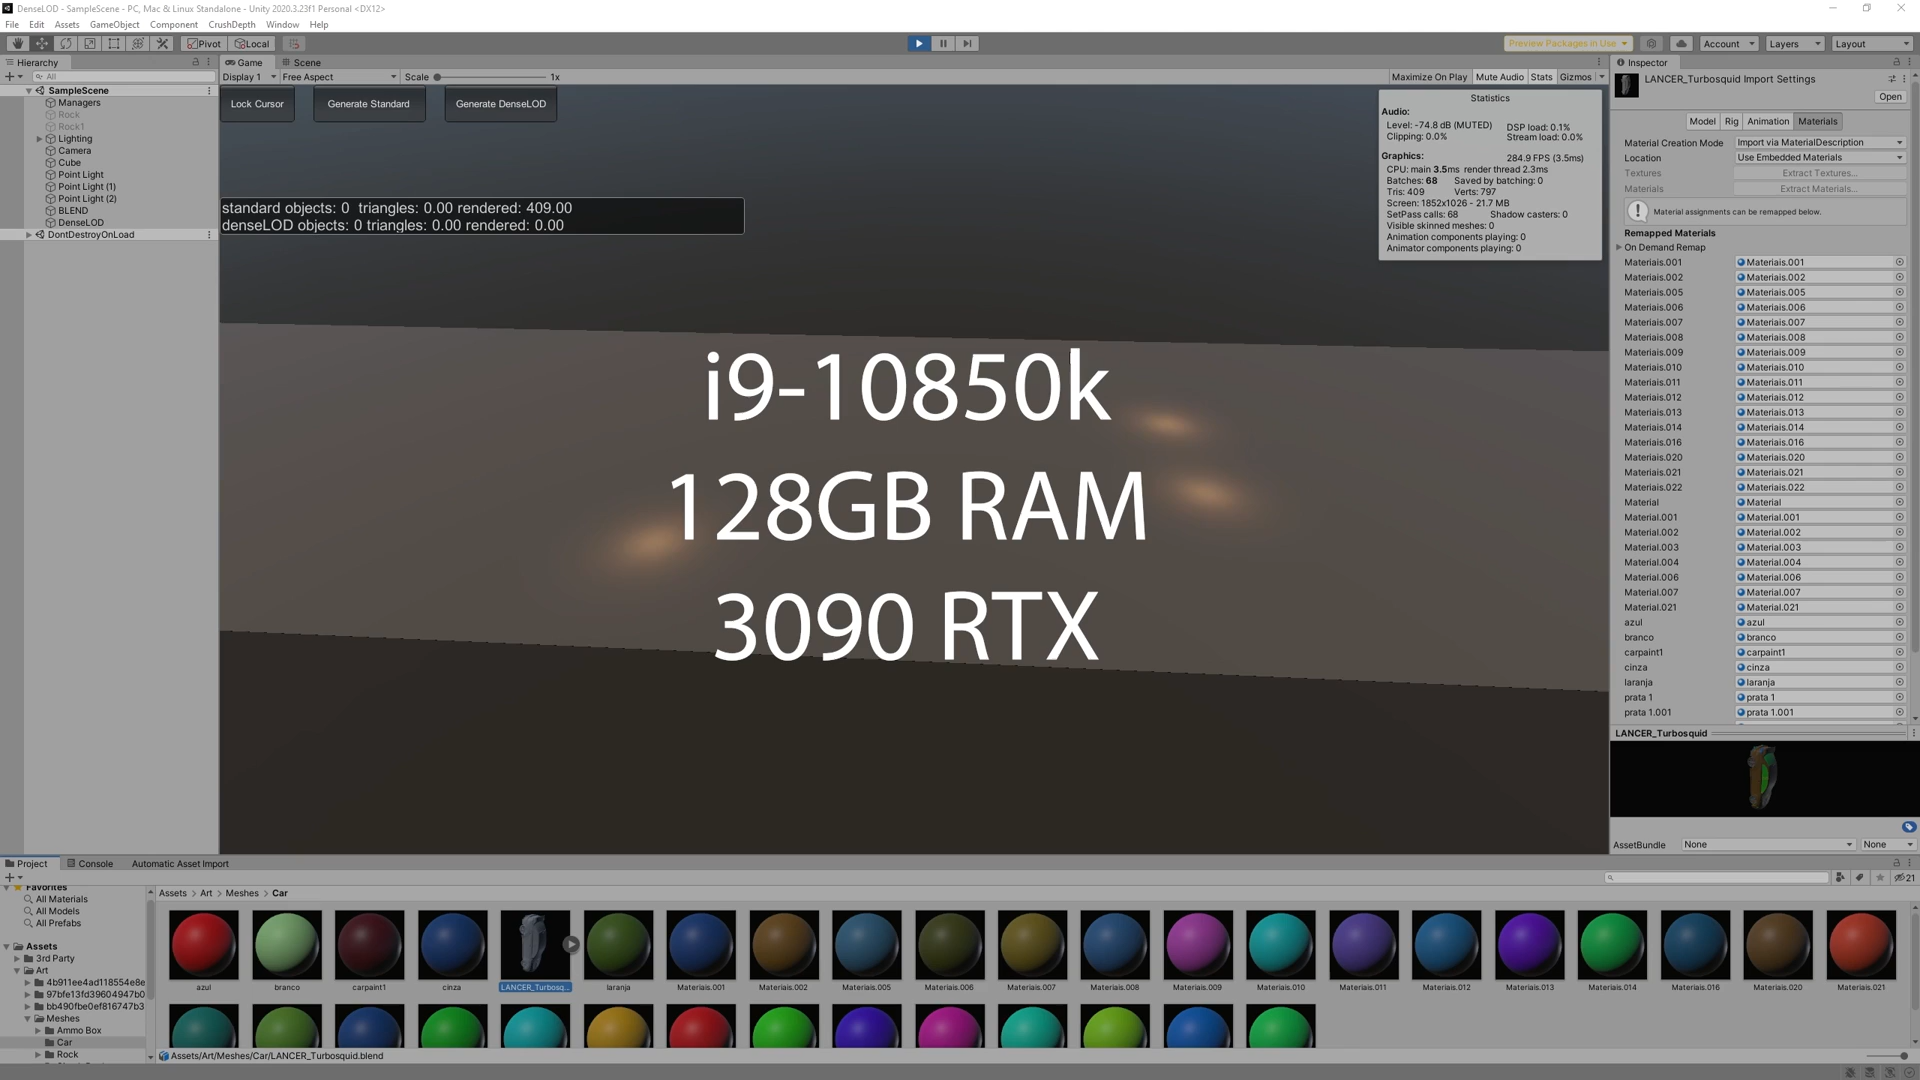 DenseLOD - SampleScene - PC, Mac & Linux Standalone - Unity 2020.3.23f1 Personal <DX12>
File Edit Assets GameObject Component CrushDepth Window Help
Pivot Local
Preview Packages in Use Account Layers Layout
Hierarchy
All
SampleScene
Managers
Rock
Rock1
Lighting
Camera
Cube
Point Light
Point Light (1)
Point Light (2)
BLEND
DenseLOD
DontDestroyOnLoad
Game Scene
Display 1 Free Aspect Scale 1x Maximize On Play Mute Audio Stats Gizmos
Lock Cursor Generate Standard Generate DenseLOD
standard objects: 0 triangles: 0.00 rendered: 409.00
denseLOD objects: 0 triangles: 0.00 rendered: 0.00
Statistics
Audio:
Level: -74.8 dB (MUTED) DSP load: 0.1%
Clipping: 0.0% Stream load: 0.0%
Graphics: 284.9 FPS (3.5ms)
CPU: main 3.5ms render thread 2.3ms
Batches: 68 Saved by batching: 0
Tris: 409 Verts: 797
Screen: 1852x1026 - 21.7 MB
SetPass calls: 68 Shadow casters: 0
Visible skinned meshes: 0
Animation components playing: 0
Animator components playing: 0
i9-10850k
128GB RAM
3090 RTX
Inspector
LANCER_Turbosquid Import Settings
Open
Model Rig Animation Materials
Material Creation Mode Import via MaterialDescription
Location Use Embedded Materials
Textures Extract Textures...
Materials Extract Materials...
Material assignments can be remapped below.
Remapped Materials
On Demand Remap
Materiais.001 Materiais.001
Materiais.002 Materiais.002
Materiais.005 Materiais.005
Materiais.006 Materiais.006
Materiais.007 Materiais.007
Materiais.008 Materiais.008
Materiais.009 Materiais.009
Materiais.010 Materiais.010
Materiais.011 Materiais.011
Materiais.012 Materiais.012
Materiais.013 Materiais.013
Materiais.014 Materiais.014
Materiais.016 Materiais.016
Materiais.020 Materiais.020
Materiais.021 Materiais.021
Materiais.022 Materiais.022
Material Material
Material.001 Material.001
Material.002 Material.002
Material.003 Material.003
Material.004 Material.004
Material.006 Material.006
Material.007 Material.007
Material.021 Material.021
azul azul
branco branco
carpaint1 carpaint1
cinza cinza
laranja laranja
prata 1 prata 1
prata 1.001 prata 1.001
LANCER_Turbosquid
AssetBundle None None
Project Console Automatic Asset Import
21
Favorites
All Materials
All Models
All Prefabs
Assets
3rd Party
Art
4b911ee4ad118554e8e
97bfe13fd39604947b0
bb490fbe0ef816747b3
Meshes
Ammo Box
Car
Rock
Assets > Art > Meshes > Car
azul branco carpaint1 cinza LANCER_Turbosq... laranja Materiais.001 Materiais.002 Materiais.005 Materiais.006 Materiais.007 Materiais.008 Materiais.009 Materiais.010 Materiais.011 Materiais.012 Materiais.013 Materiais.014 Materiais.016 Materiais.020 Materiais.021
Assets/Art/Meshes/Car/LANCER_Turbosquid.blend